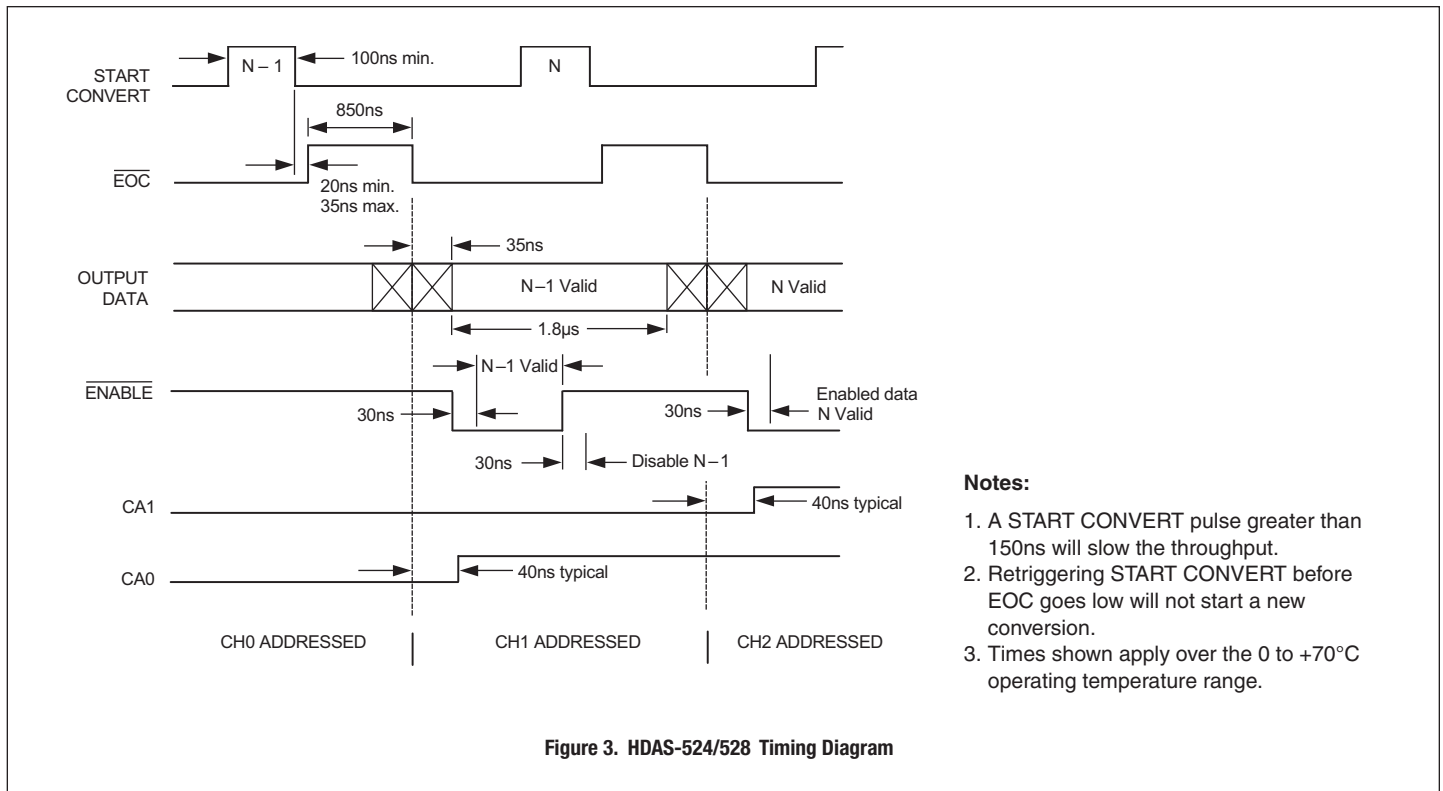 START
CONVERT
N – 1
100ns min.
N
850ns
EOC
20ns min.
35ns max.
35ns
OUTPUT
DATA
N–1 Valid
N Valid
1.8µs
N–1 Valid
ENABLE
30ns
30ns
Enabled data
N Valid
30ns
Disable N–1
CA1
40ns typical
CA0
40ns typical
CH0 ADDRESSED
CH1 ADDRESSED
CH2 ADDRESSED
Notes:
1. A START CONVERT pulse greater than
150ns will slow the throughput.
2. Retriggering START CONVERT before
EOC goes low will not start a new
conversion.
3. Times shown apply over the 0 to +70°C
operating temperature range.
Figure 3. HDAS-524/528 Timing Diagram